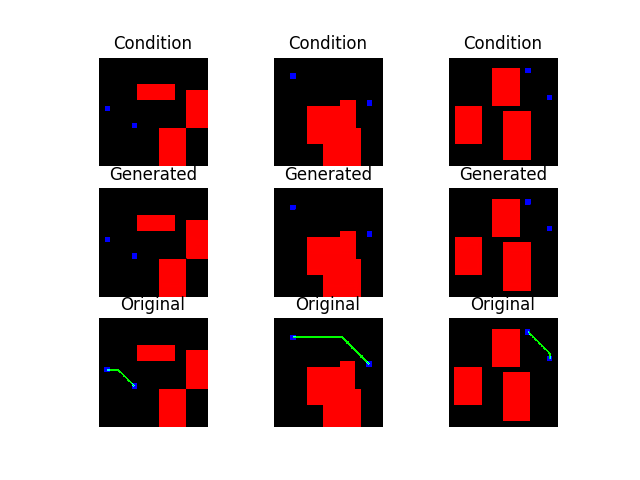 Condition Condition Condition
Generated Generated Generated
Original Original Original